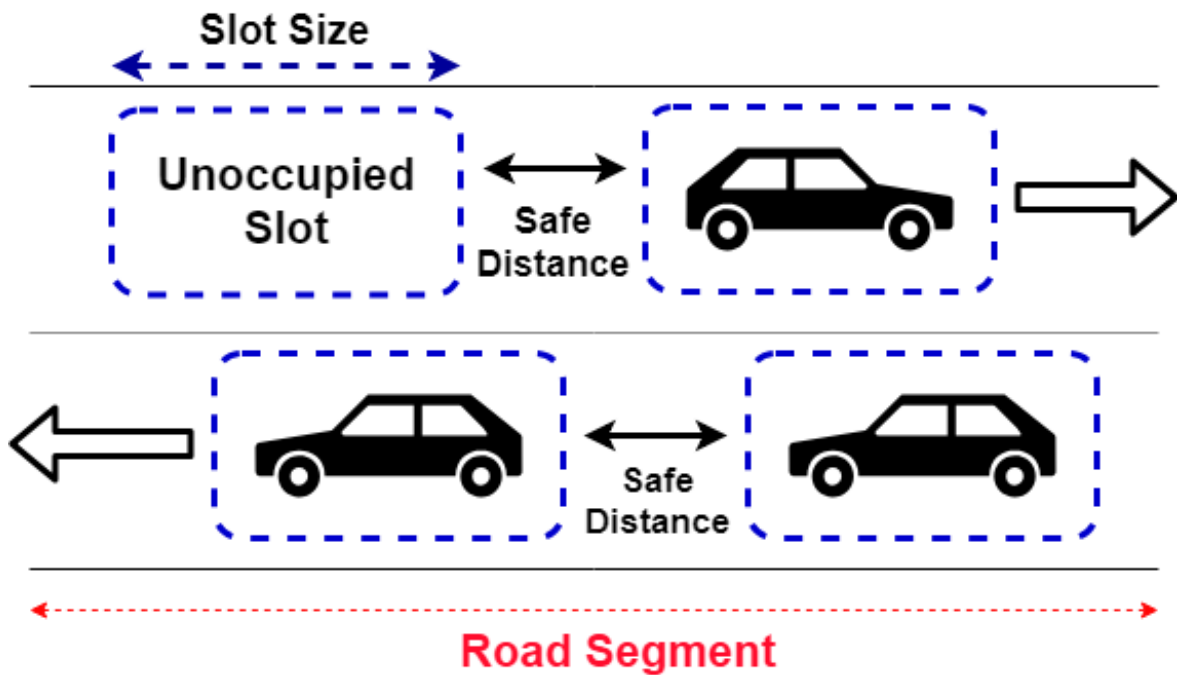 Slot Size
Unoccupied
Slot
Safe
Distance
Safe
Distance
Road Segment